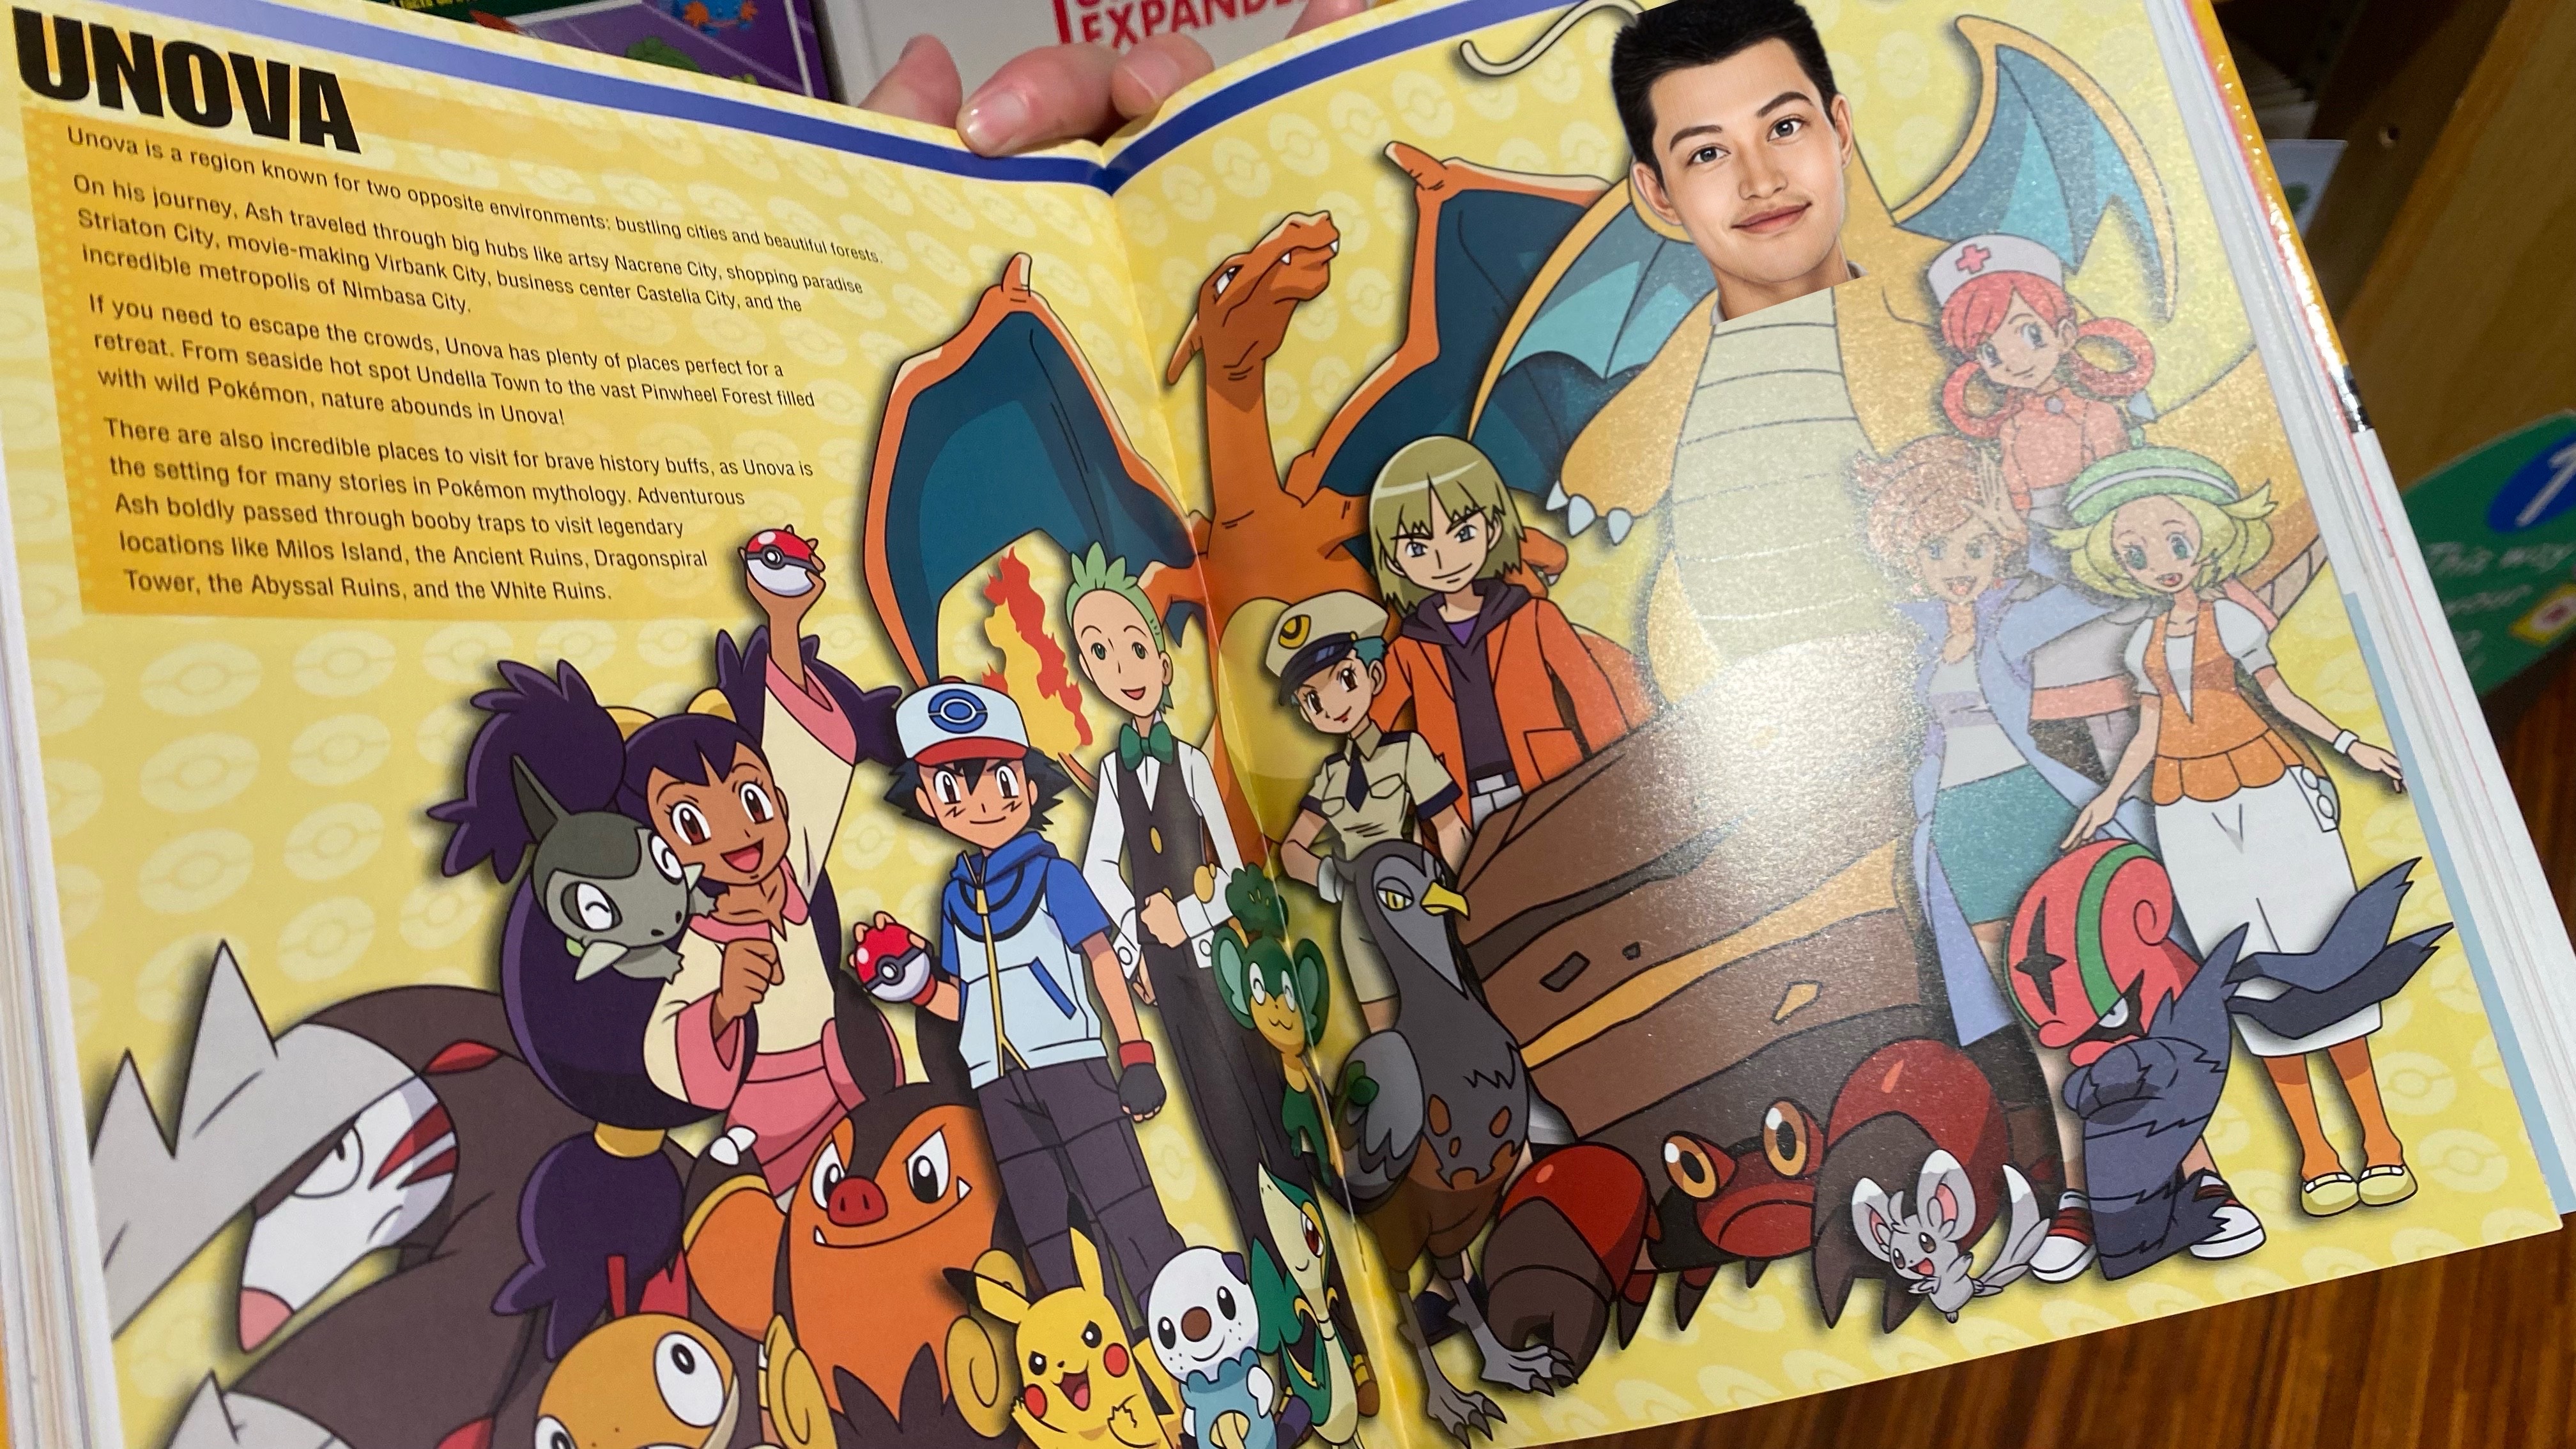 EXPAND
UNOVA
Unova is a region known for two opposite environments: bustling cities and beautiful forests.
On his journey, Ash traveled through big hubs like artsy Nacrene City, shopping paradise
Striaton City, movie-making Virbank City, business center Castelia City, and the
incredible metropolis of Nimbasa City.
If you need to escape the crowds, Unova has plenty of places perfect for a
retreat. From seaside hot spot Undella Town to the vast Pinwheel Forest filled
with wild Pokémon, nature abounds in Unova!
There are also incredible places to visit for brave history buffs, as Unova is
the setting for many stories in Pokémon mythology. Adventurous
Ash boldly passed through booby traps to visit legendary
locations like Milos Island, the Ancient Ruins, Dragonspiral
Tower, the Abyssal Ruins, and the White Ruins.
This way
your